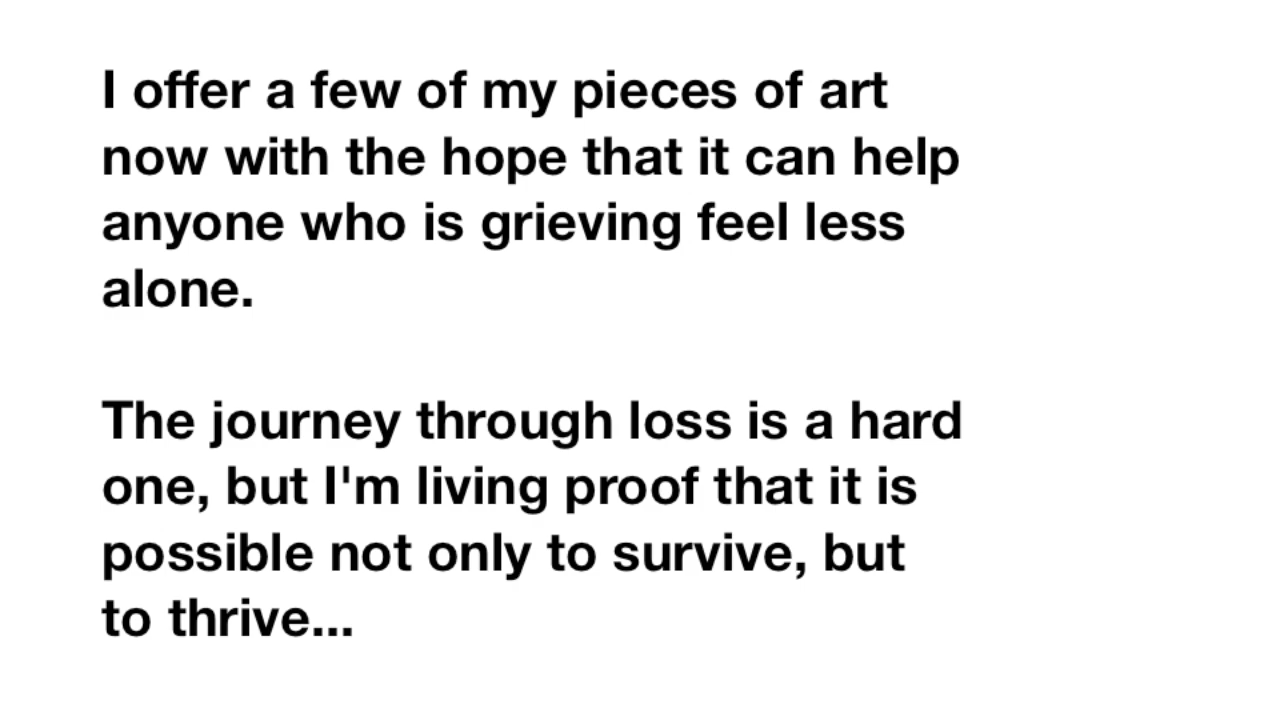 I offer a few of my pieces of art
now with the hope that it can help
anyone who is grieving feel less
alone.
The journey through loss is a hard
one, but I'm living proof that it is
possible not only to survive, but
to thrive...